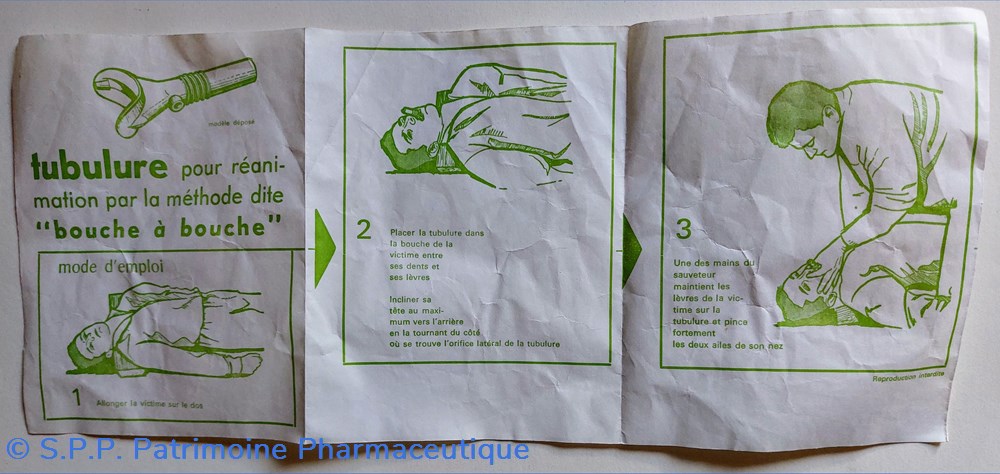 modèle déposé
tubulure pour réani-
mation par la méthode dite
"bouche à bouche"
mode d'emploi
1 Allonger la victime sur le dos
2
Placer la tubulure dans
la bouche de la
victime entre
ses dents et
ses lèvres
Incliner sa
tête au maxi-
mum vers l'arrière
en la tournant du côté
où se trouve l'orifice latéral de la tubulure
3
Une des mains du
sauveteur
maintient les
lèvres de la vic-
time sur la
tubulure et pince
fortement
les deux ailes de son nez
Reproduction interdite
© S.P.P. Patrimoine Pharmaceutique